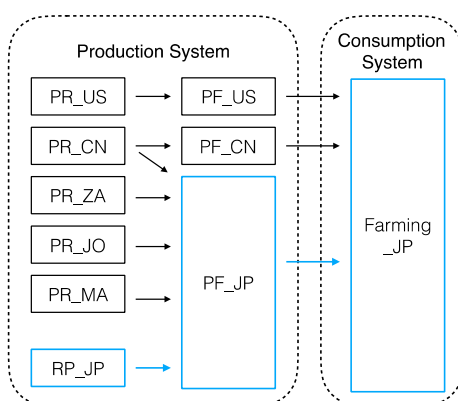 Production System
Consumption
System
PR_US
PF_US
PR_CN
PF_CN
PR_ZA
PR_JO
PF_JP
PR_MA
RP_JP
Farming
_JP